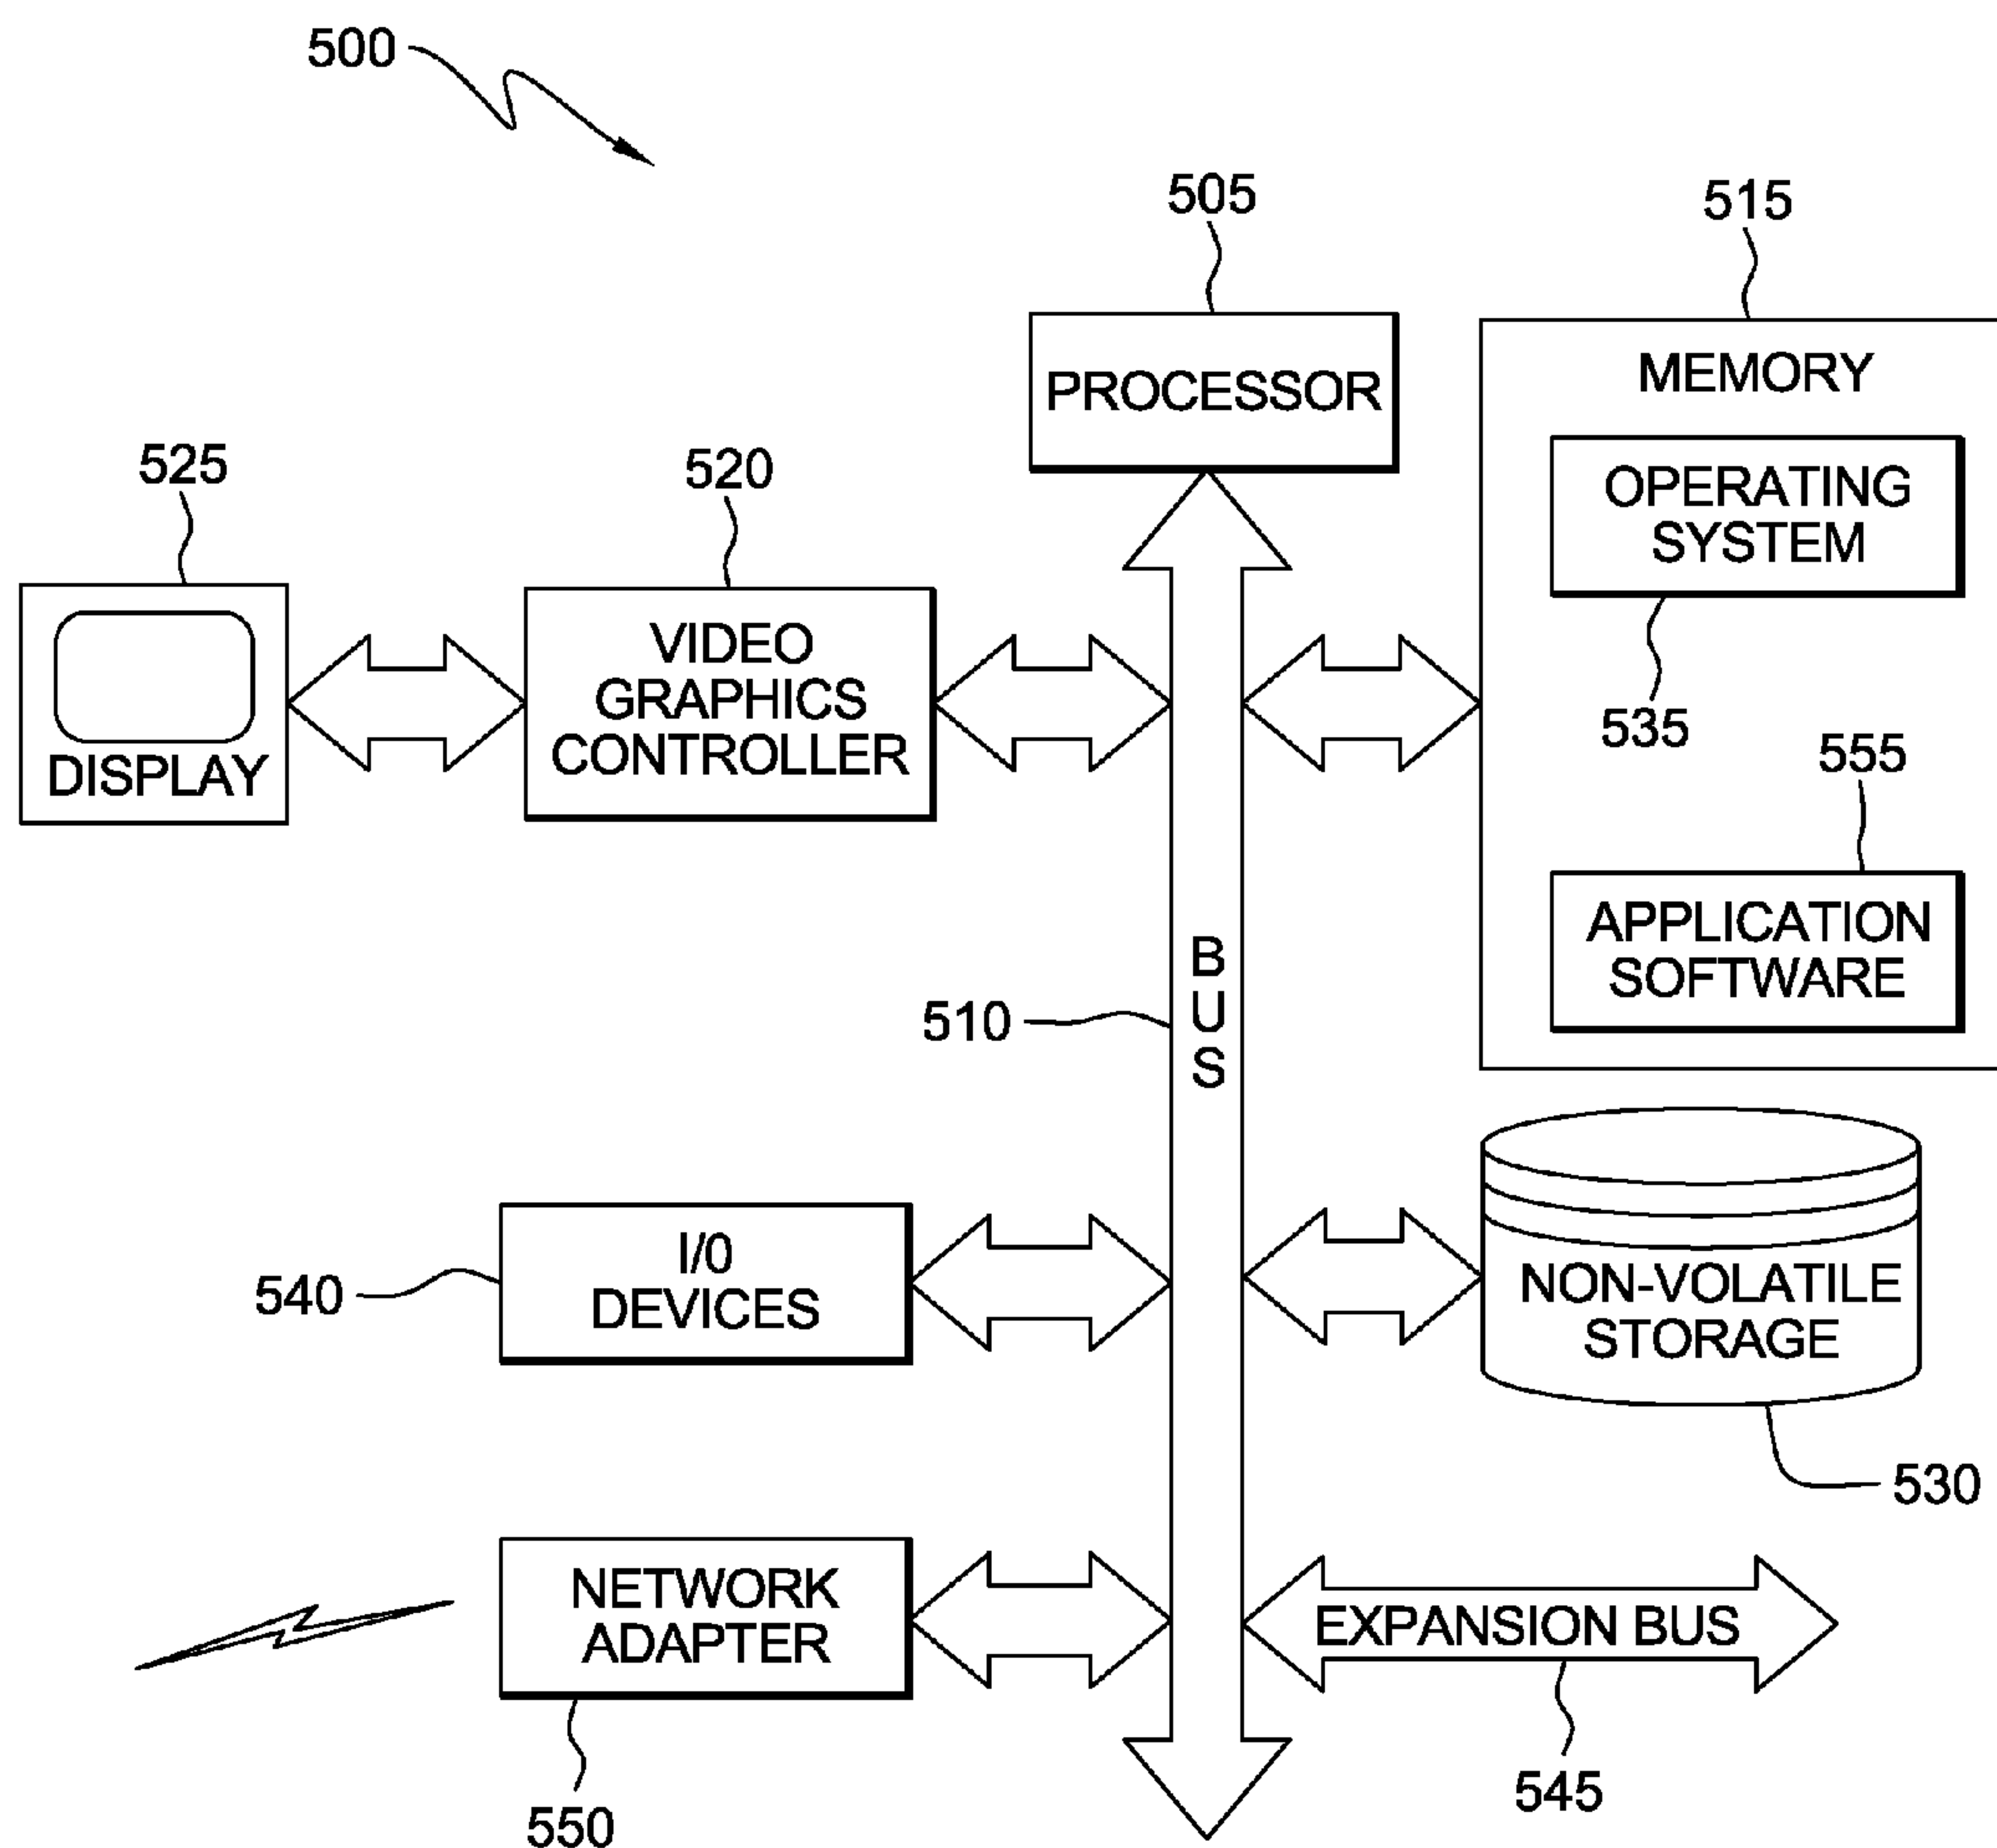 500
505
515
PROCESSOR
MEMORY
525
520
OPERATING
SYSTEM
535
DISPLAY
VIDEO
GRAPHICS
CONTROLLER
555
APPLICATION
SOFTWARE
510
BUS
540
I/0
DEVICES
NON-VOLATILE
STORAGE
530
NETWORK
ADAPTER
550
EXPANSION BUS
545